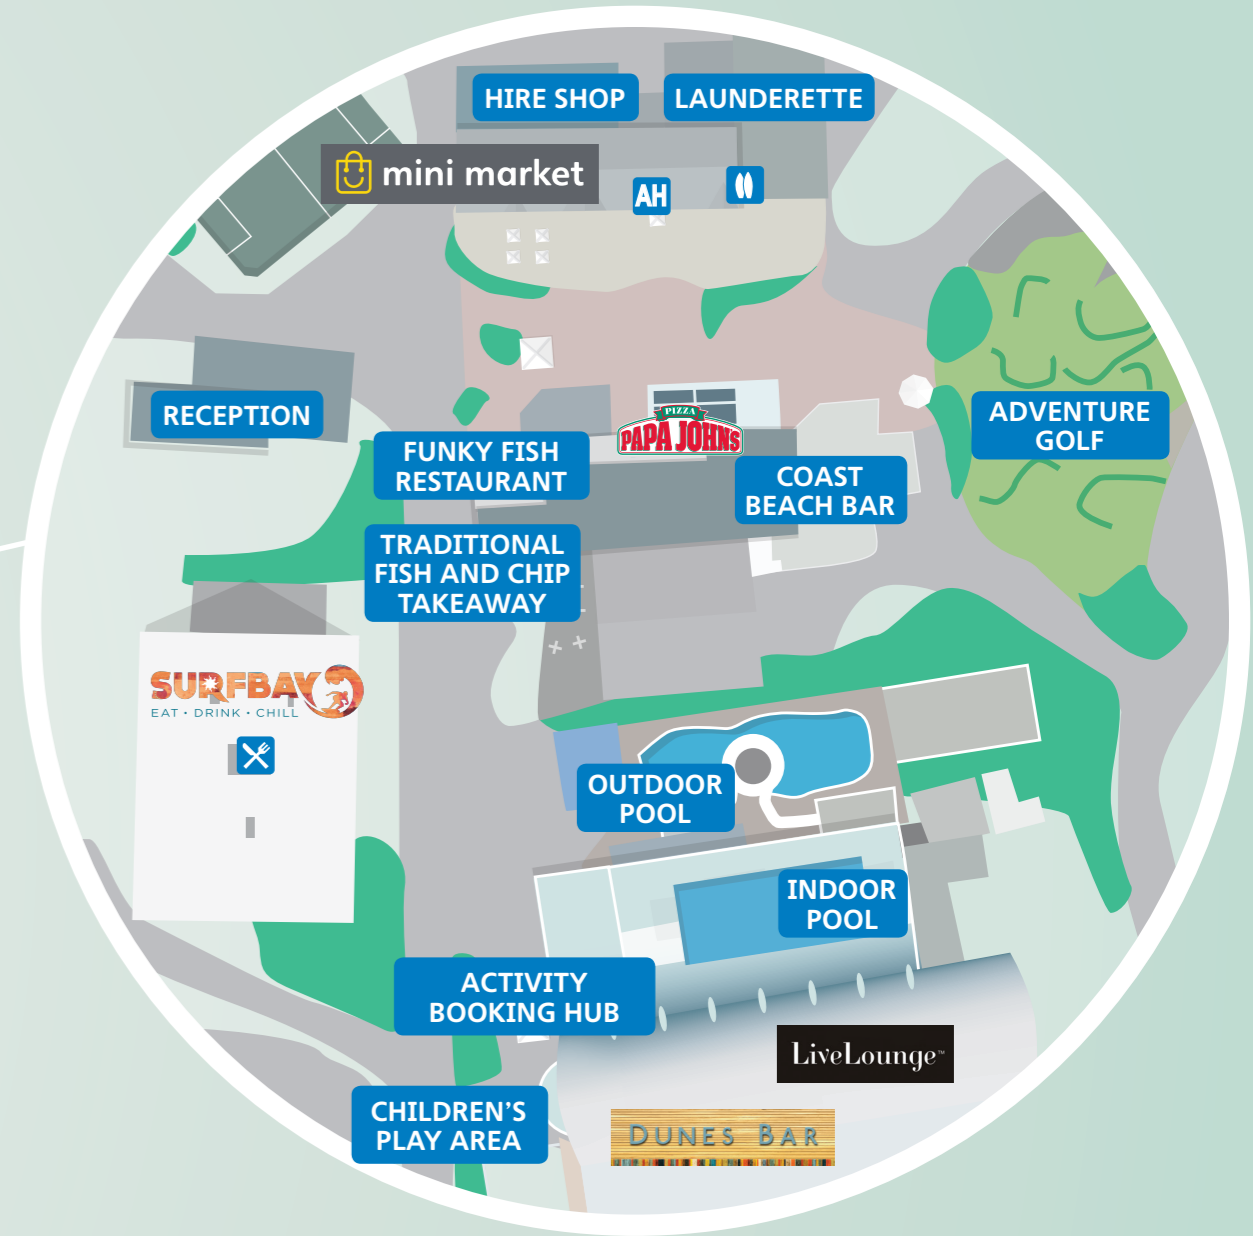 HIRE SHOP
LAUNDERETTE
mini market
AH
RECEPTION
FUNKY FISH
RESTAURANT
PIZZA
PAPA JOHN'S
COAST
BEACH BAR
ADVENTURE
GOLF
TRADITIONAL
FISH AND CHIP
TAKEAWAY
SURFBAY
EAT • DRINK • CHILL
OUTDOOR
POOL
INDOOR
POOL
ACTIVITY
BOOKING HUB
LiveLounge™
CHILDREN'S
PLAY AREA
DUNES BAR